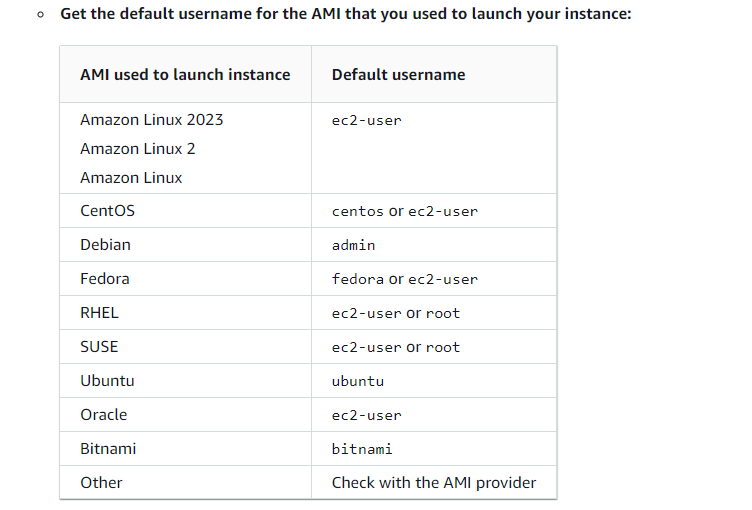 Get the default username for the AMI that you used to launch your instance:
AMI used to launch instance Default username
Amazon Linux 2023 ec2-user
Amazon Linux 2
Amazon Linux
CentOS centos or ec2-user
Debian admin
Fedora fedora or ec2-user
RHEL ec2-user or root
SUSE ec2-user or root
Ubuntu ubuntu
Oracle ec2-user
Bitnami bitnami
Other Check with the AMI provider